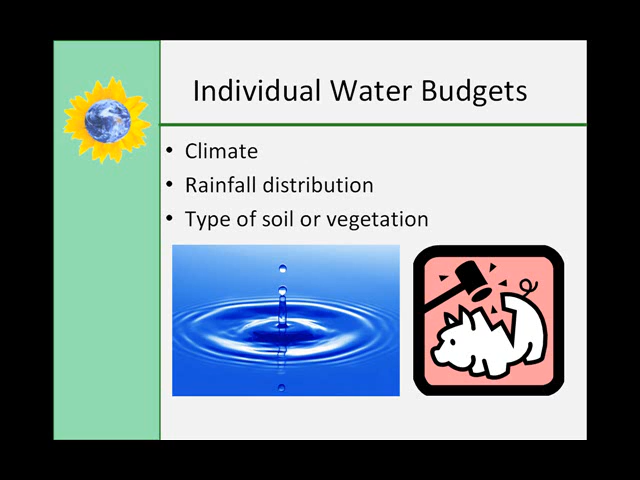 Individual Water Budgets
• Climate
• Rainfall distribution
• Type of soil or vegetation